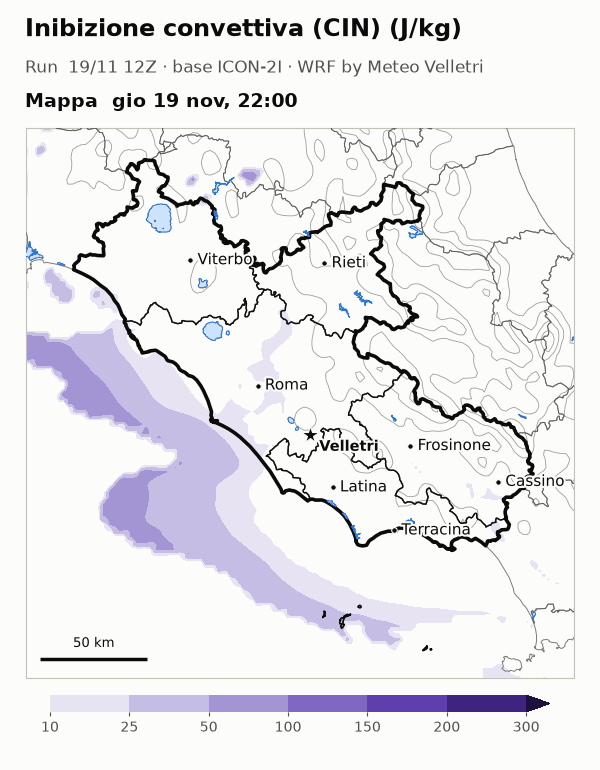 Inibizione convettiva (CIN) (J/kg)
Run 19/11 12Z · base ICON-2I · WRF by Meteo Velletri
Mappa gio 19 nov, 22:00
Viterbo
Rieti
Roma
Velletri
Frosinone
Cassino
Latina
Terracina
50 km
10 25 50 100 150 200 300